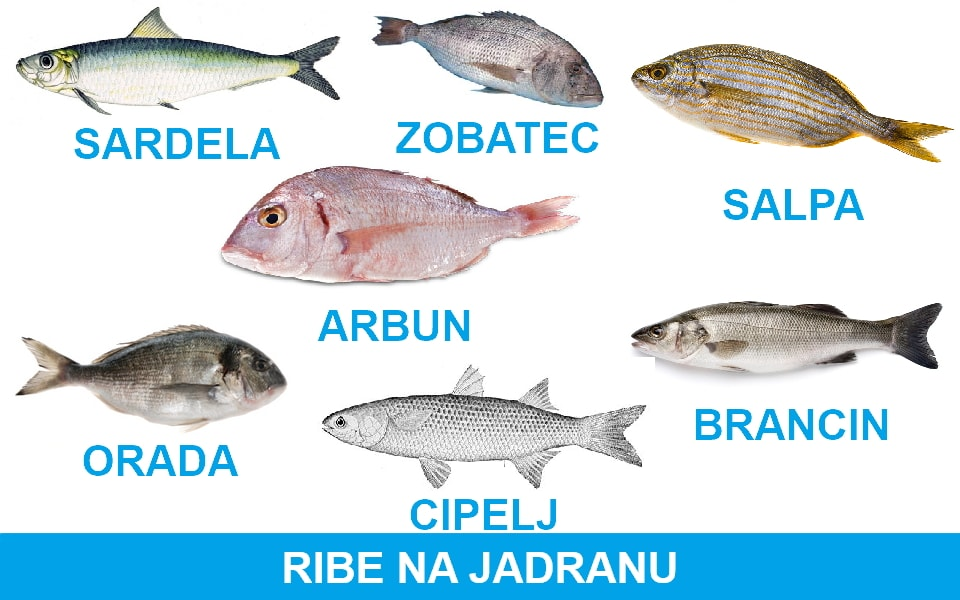 SARDELA
ZOBATEC
SALPA
ARBUN
ORADA
CIPELJ
BRANCIN
RIBE NA JADRANU